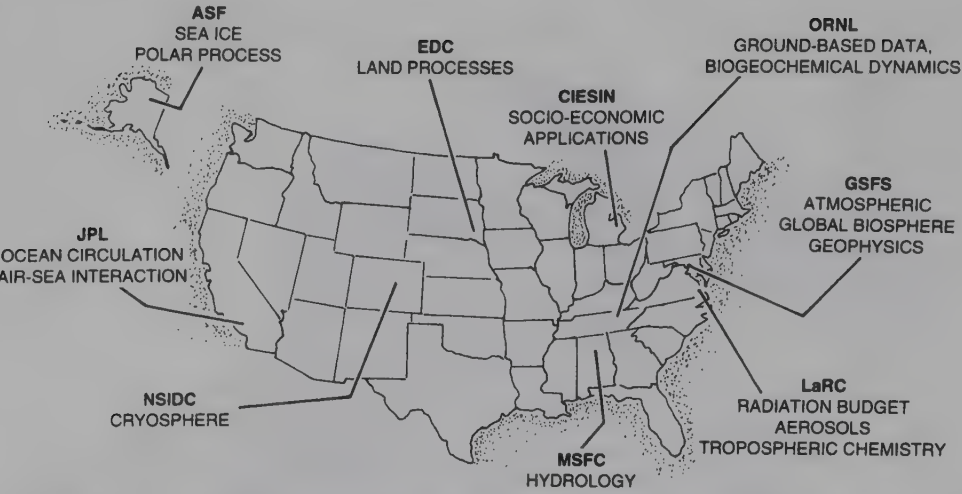 ASF
SEA ICE
POLAR PROCESS
EDC
LAND PROCESSES
CIESIN
SOCIO-ECONOMIC
APPLICATIONS
ORNL
GROUND-BASED DATA,
BIOGEOCHEMICAL DYNAMICS
GSFS
ATMOSPHERIC
GLOBAL BIOSPHERE
GEOPHYSICS
JPL
OCEAN CIRCULATION
AIR-SEA INTERACTION
NSIDC
CRYOSPHERE
MSFC
HYDROLOGY
LaRC
RADIATION BUDGET
AEROSOLS
TROPOSPHERIC CHEMISTRY